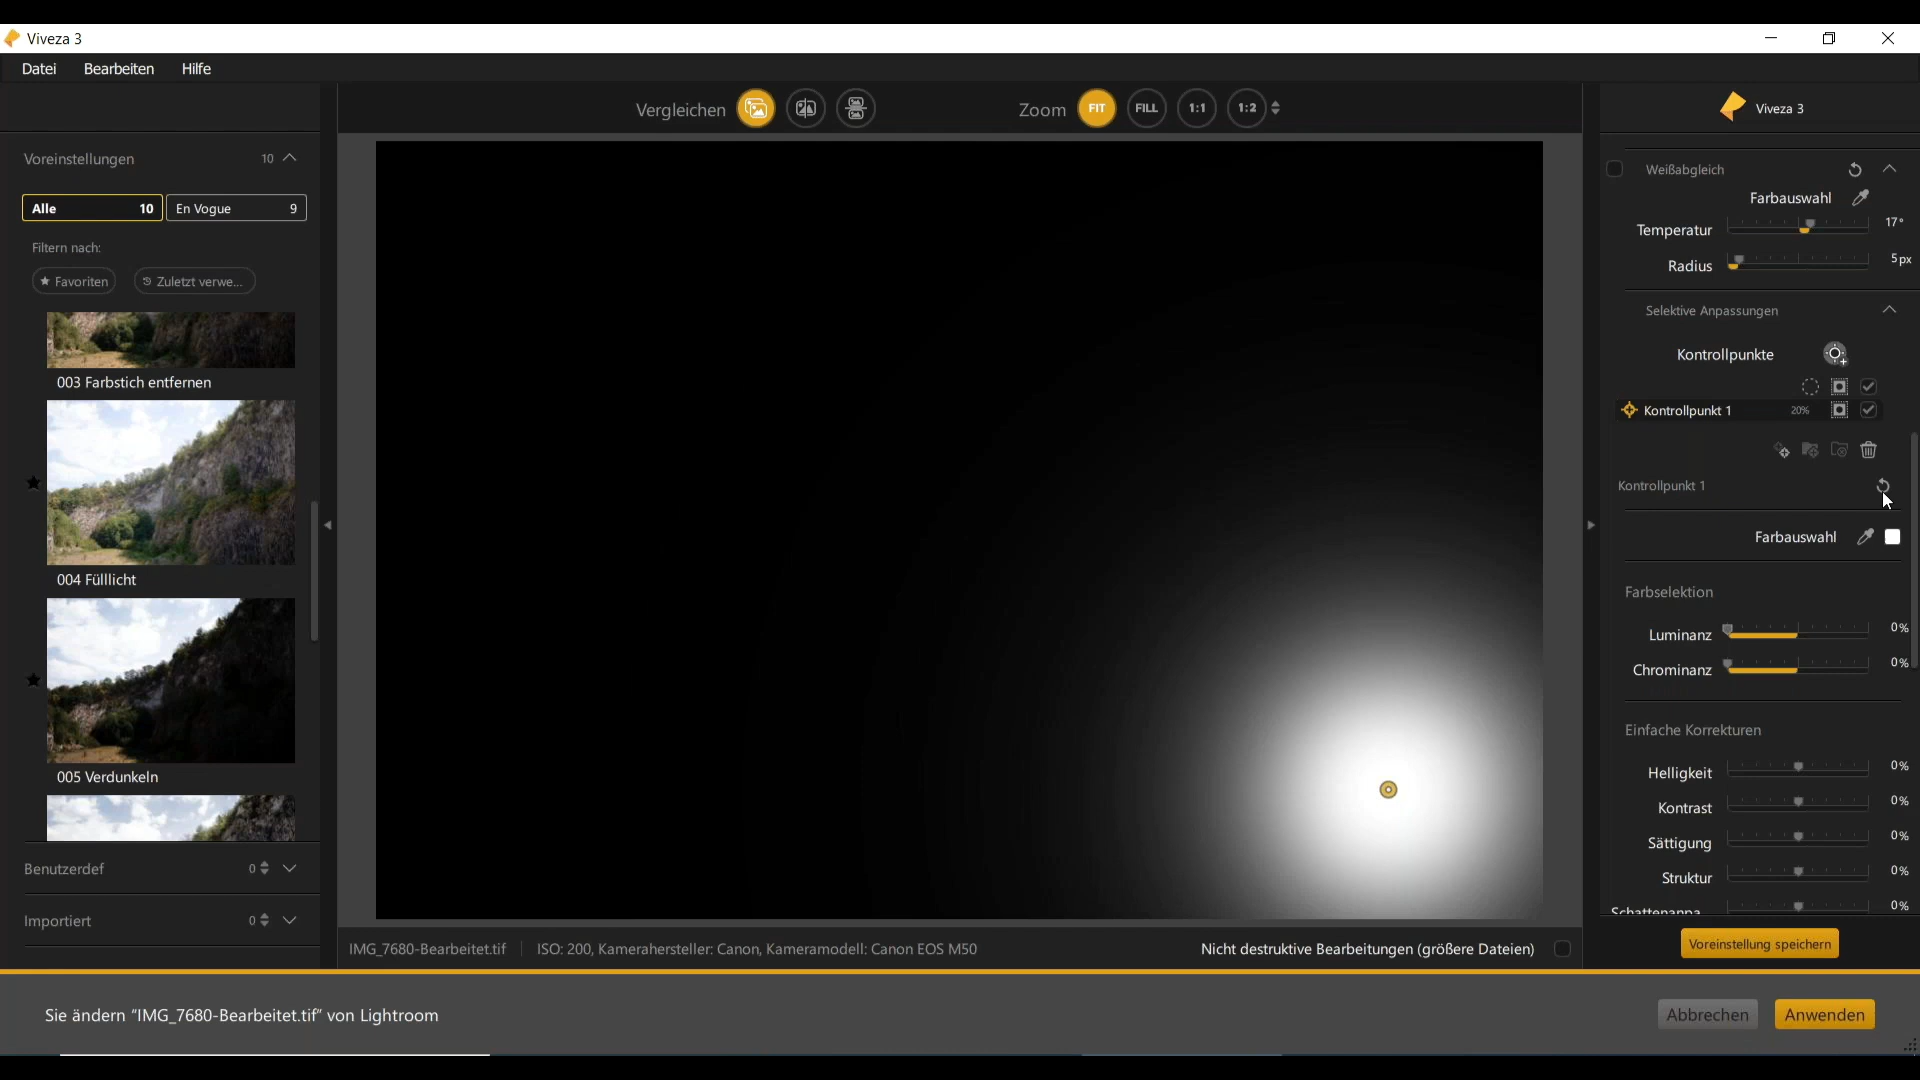 Viveza 3
Datei Bearbeiten Hilfe
Vergleichen Zoom FIT FILL 1:1 1:2
Viveza 3
Voreinstellungen 10
Alle 10 En Vogue 9
Filtern nach:
Favoriten Zuletzt verwe...
003 Farbstich entfernen
004 Fülllicht
005 Verdunkeln
Benutzerdef 0
Importiert 0
Weißabgleich
Farbauswahl
Temperatur 17°
Radius 5 px
Selektive Anpassungen
Kontrollpunkte
Kontrollpunkt 1 20%
Kontrollpunkt 1
Farbauswahl
Farbselektion
Luminanz 0%
Chrominanz 0%
Einfache Korrekturen
Helligkeit 0%
Kontrast 0%
Sättigung 0%
Struktur 0%
Schattenanpa 0%
Voreinstellung speichern
IMG_7680-Bearbeitet.tif ISO: 200, Kamerahersteller: Canon, Kameramodell: Canon EOS M50 Nicht destruktive Bearbeitungen (größere Dateien)
Sie ändern "IMG_7680-Bearbeitet.tif" von Lightroom Abbrechen Anwenden